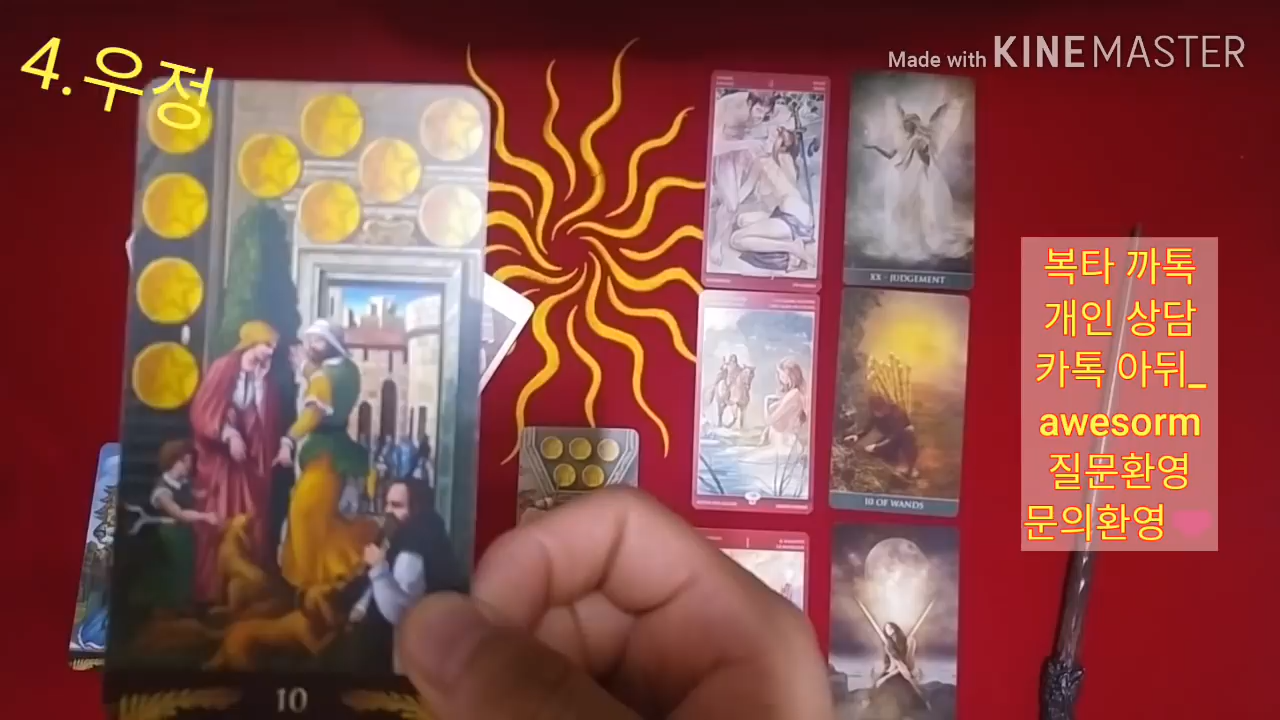 4.우정
Made with KINEMASTER
XX - JUDGEMENT
복타 까톡
개인 상담
카톡 아뒤_
awesorm
질문환영
문의환영
10 OF WANDS
10